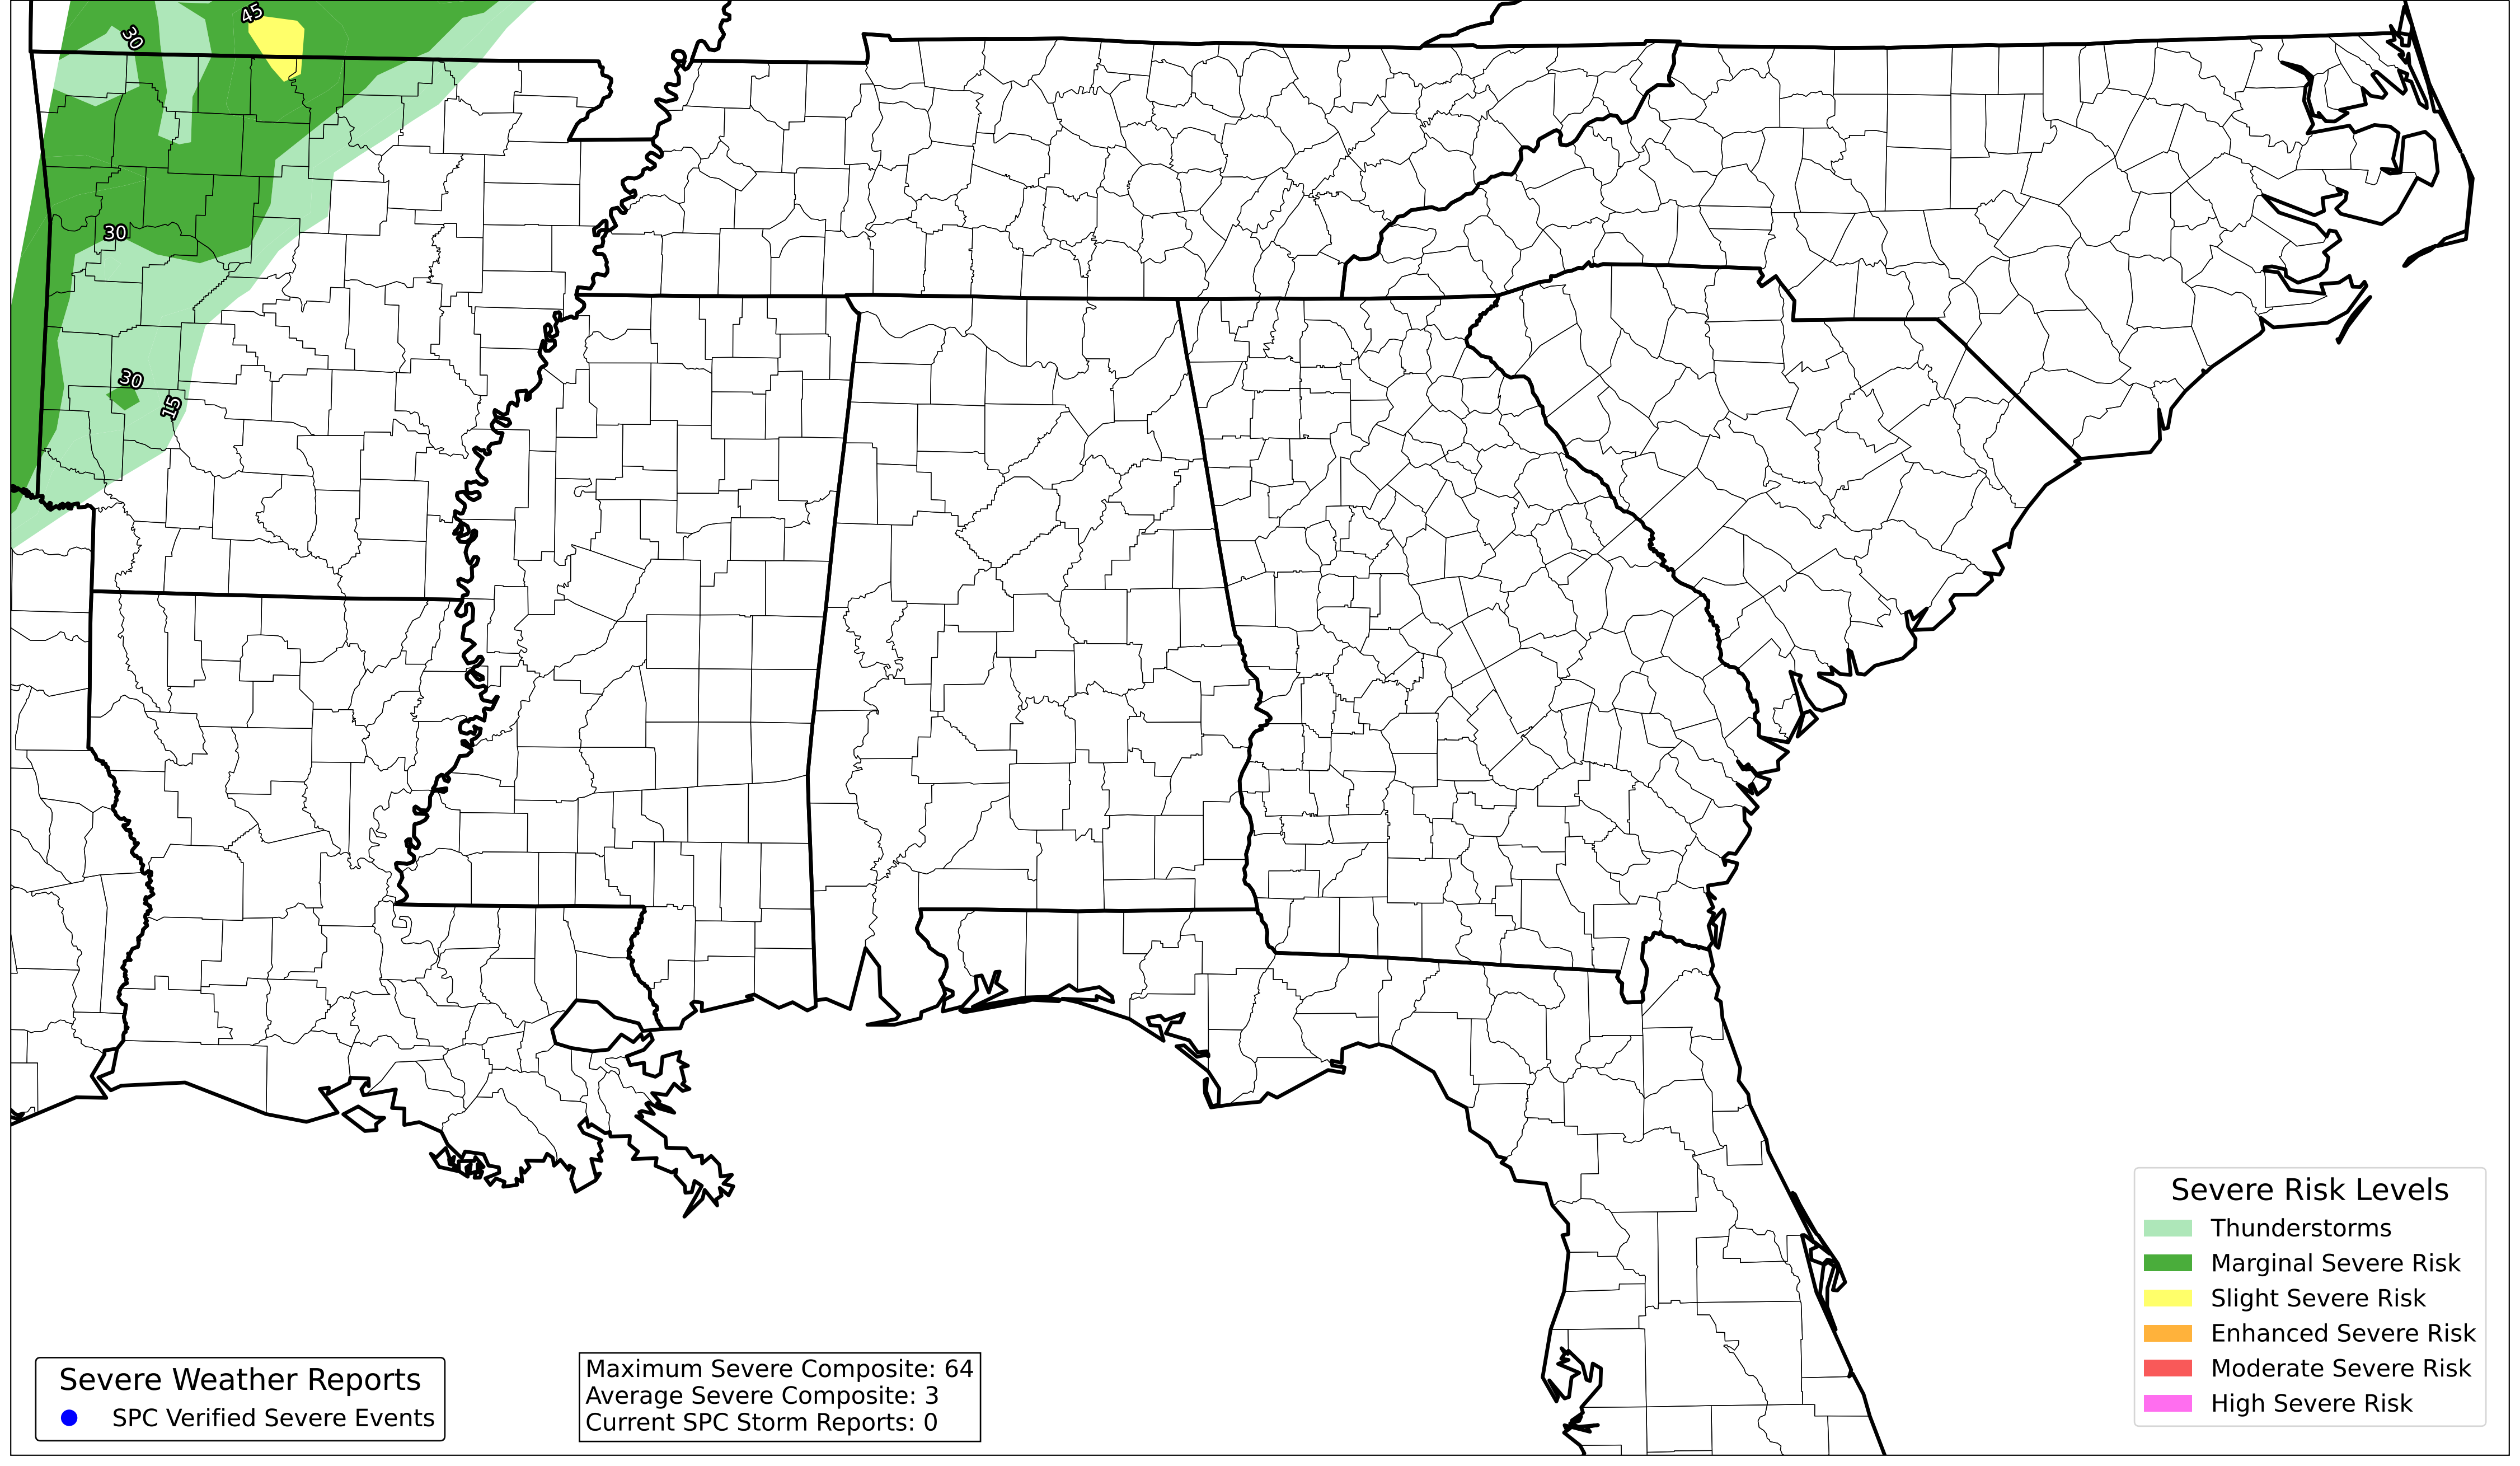 45
30
30
30
15
Severe Risk Levels
Thunderstorms
Marginal Severe Risk
Slight Severe Risk
Enhanced Severe Risk
Moderate Severe Risk
High Severe Risk
Severe Weather Reports
SPC Verified Severe Events
Maximum Severe Composite: 64
Average Severe Composite: 3
Current SPC Storm Reports: 0